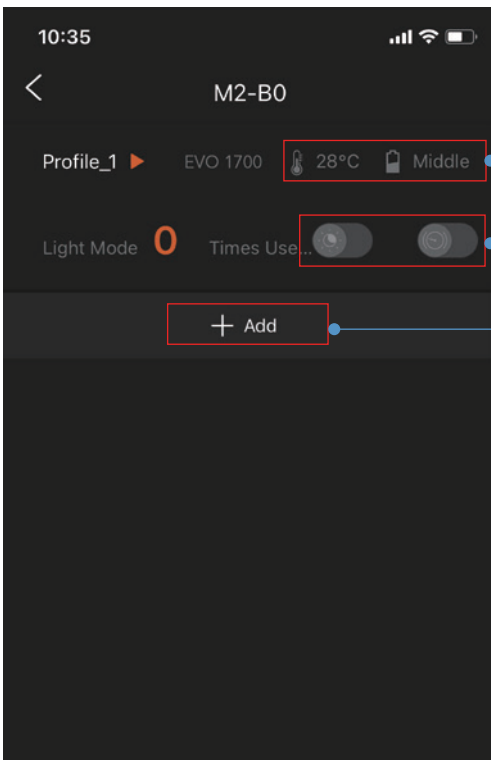 10:35
M2-B0
Profile_1 EVO 1700 28°C Middle
Light Mode 0 Times Use...
+ Add